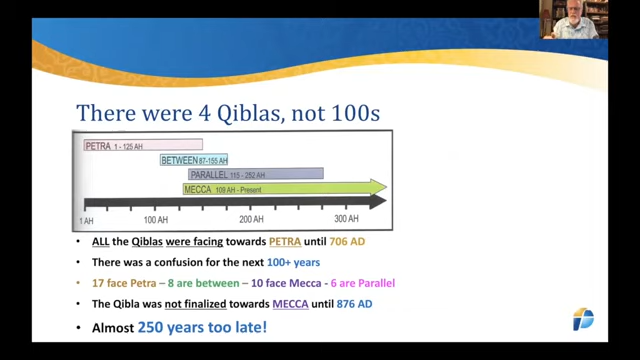 There were 4 Qiblas, not 100s
PETRA 1 - 125 AH
BETWEEN 87-155 AH
PARALLEL 115 - 252 AH
MECCA 109 AH - Present
1 AH 100 AH 200 AH 300 AH
• ALL the Qiblas were facing towards PETRA until 706 AD
• There was a confusion for the next 100+ years
• 17 face Petra – 8 are between – 10 face Mecca - 6 are Parallel
• The Qibla was not finalized towards MECCA until 876 AD
• Almost 250 years too late!